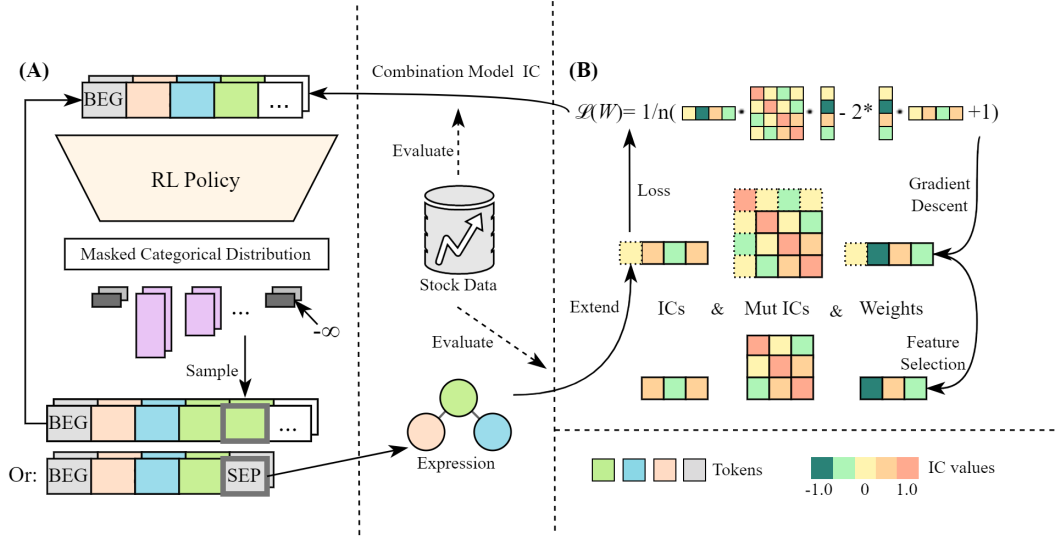 (A)
BEG
...
RL Policy
Masked Categorical Distribution
...
-∞
Sample
BEG
...
Or:
BEG
SEP
Combination Model IC
Evaluate
Stock Data
Evaluate
Expression
(B)
ℒ(W)= 1/n(
- 2*
+1)
Loss
Gradient
Descent
Extend
ICs & Mut ICs & Weights
Feature
Selection
Tokens
IC values
-1.0 0 1.0